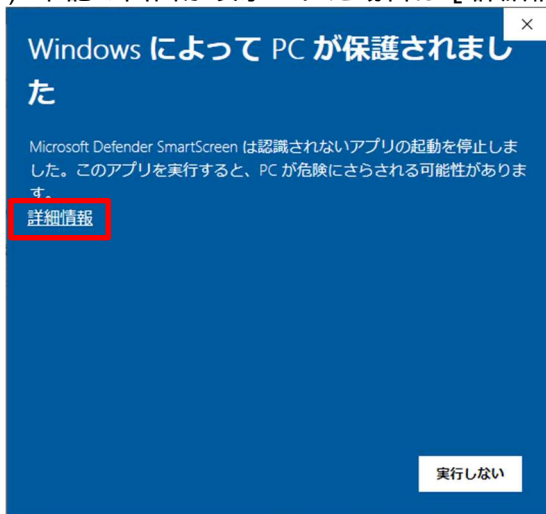 Windows によって PC が保護されまし
た
Microsoft Defender SmartScreen は認識されないアプリの起動を停止しま
した。このアプリを実行すると、PC が危険にさらされる可能性がありま
す。
詳細情報
実行しない